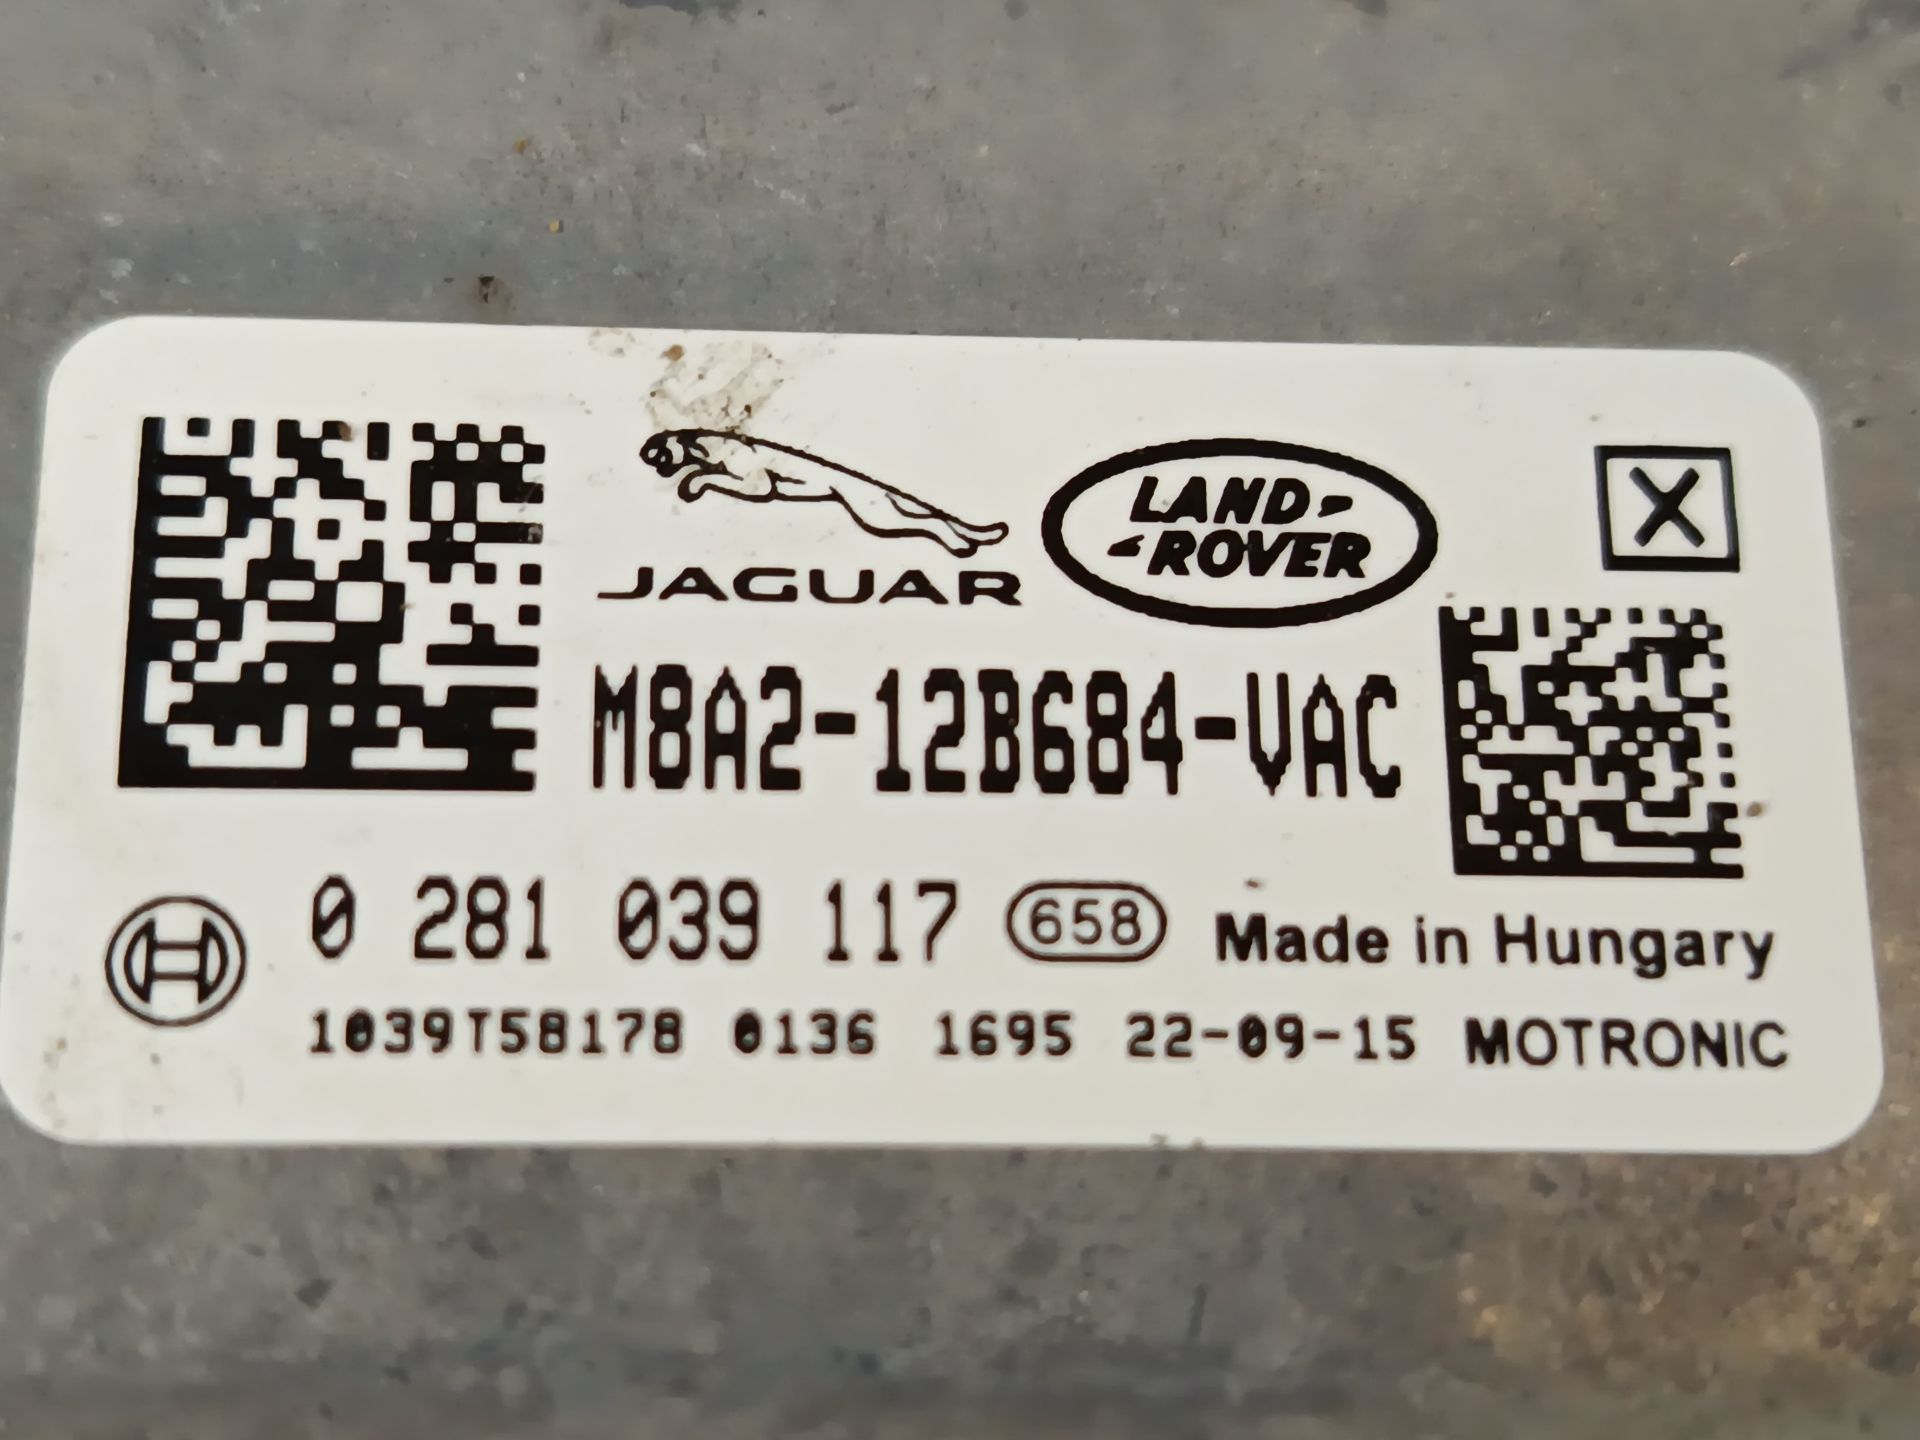 JAGUAR
LAND
ROVER
X
M8A2-12B684-VAC
0 281 039 117 658 Made in Hungary
1039T58178 0136 1695 22-09-15 MOTRONIC